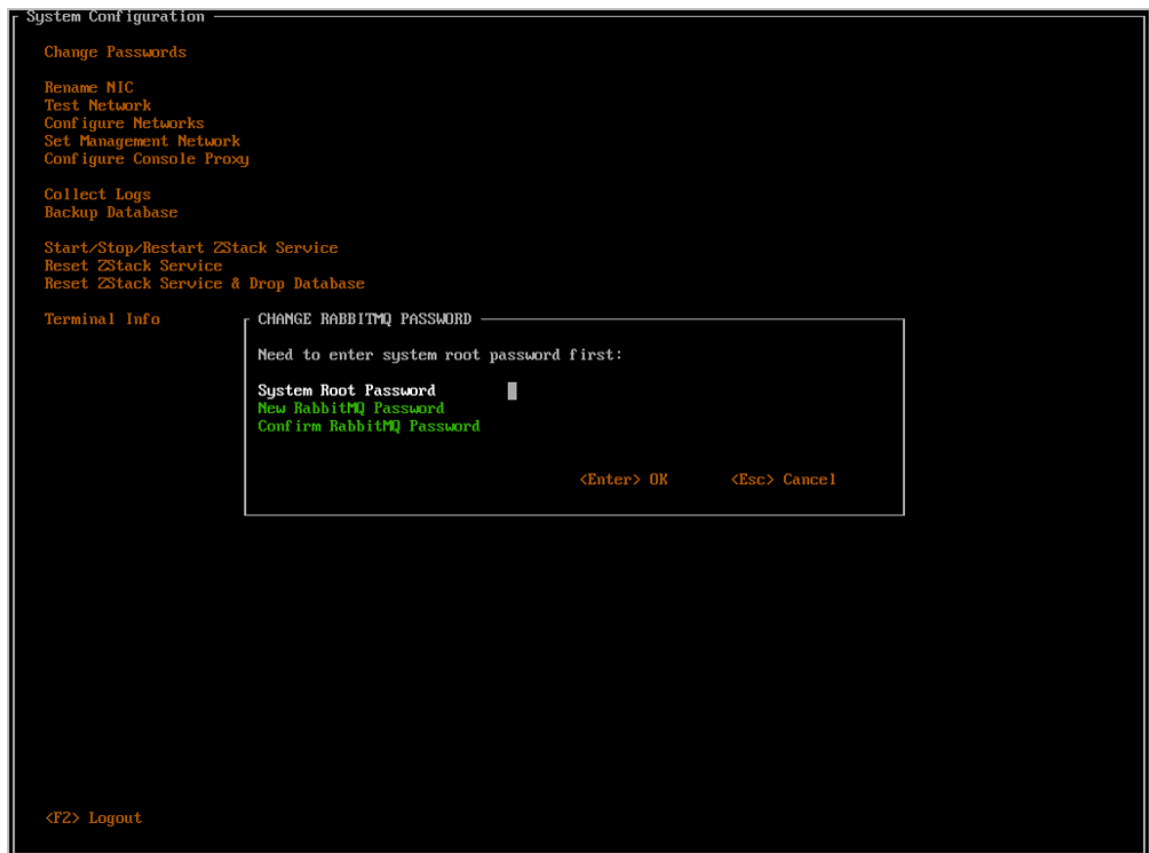 System Configuration
Change Passwords
Rename NIC
Test Network
Configure Networks
Set Management Network
Configure Console Proxy
Collect Logs
Backup Database
Start/Stop/Restart ZStack Service
Reset ZStack Service
Reset ZStack Service & Drop Database
Terminal Info
CHANGE RABBITMQ PASSWORD
Need to enter system root password first:
System Root Password
New RabbitMQ Password
Confirm RabbitMQ Password
<Enter> OK <Esc> Cancel
<F2> Logout